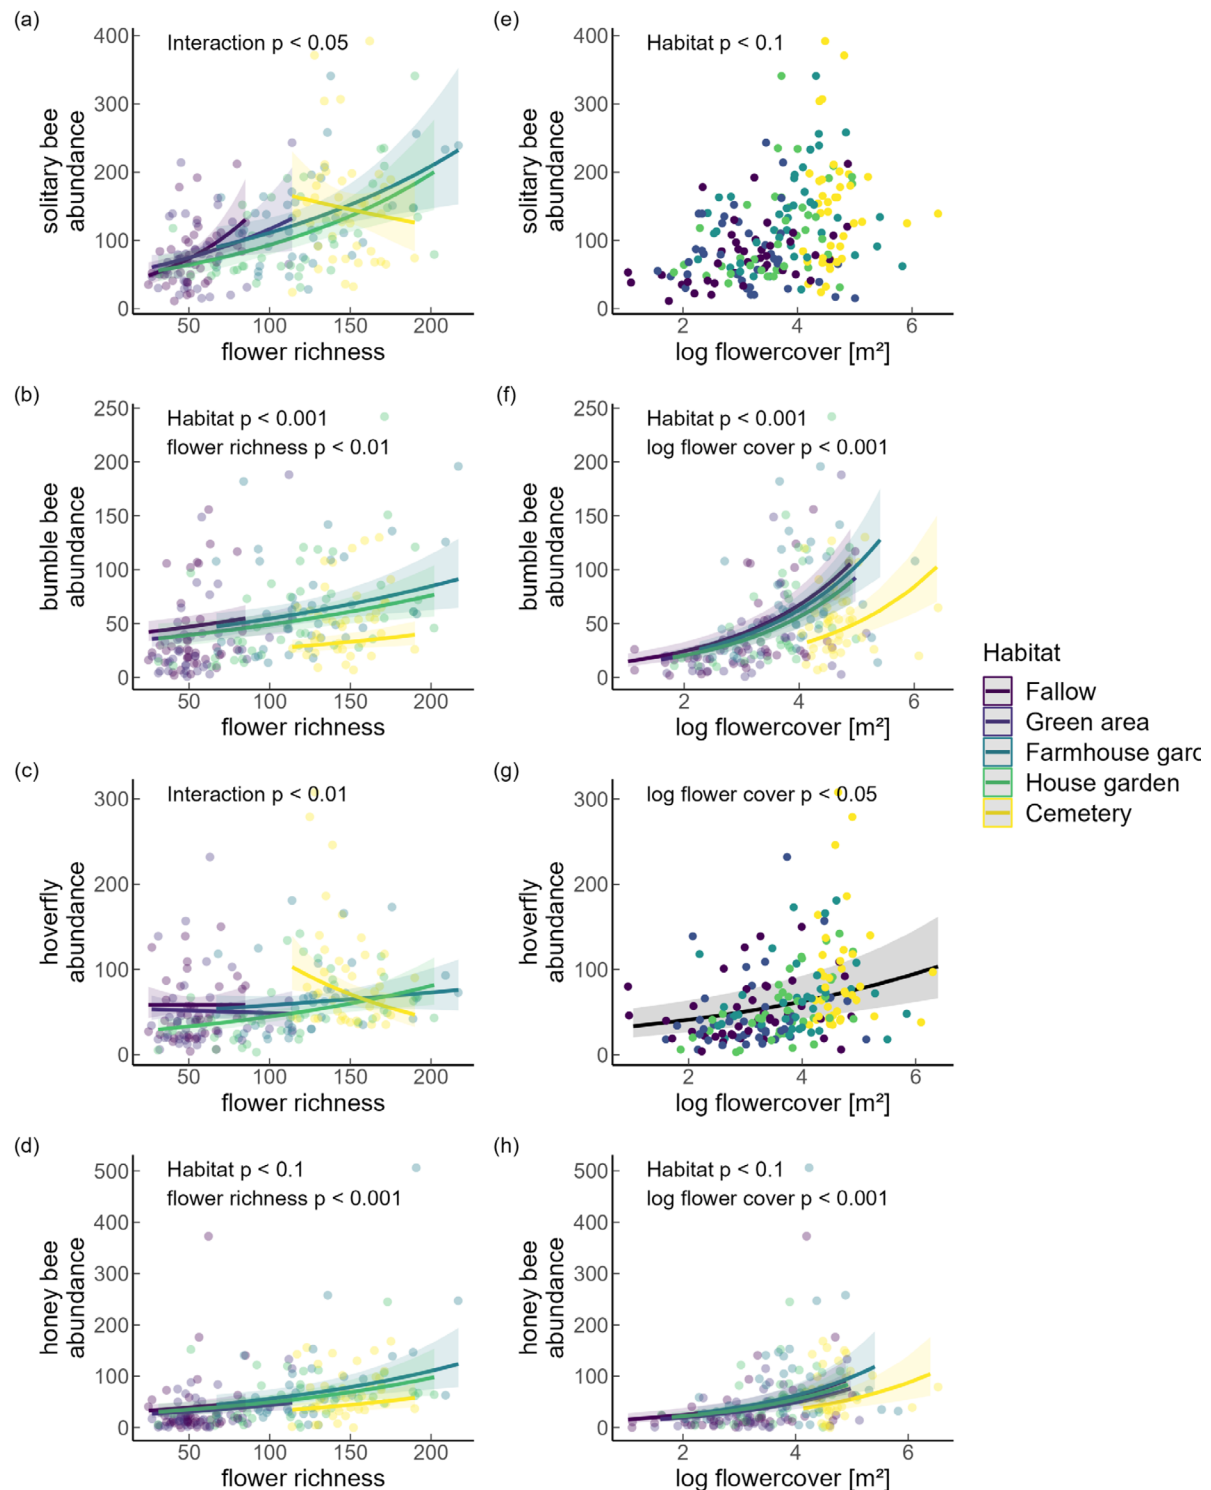 (a)
Interaction p < 0.05
solitary bee
abundance
400
300
200
100
0
50 100 150 200
flower richness
(e)
Habitat p < 0.1
solitary bee
abundance
400
300
200
100
0
2 4 6
log flowercover [m²]
(b)
Habitat p < 0.001
flower richness p < 0.01
bumble bee
abundance
250
200
150
100
50
0
50 100 150 200
flower richness
(f)
Habitat p < 0.001
log flower cover p < 0.001
bumble bee
abundance
250
200
150
100
50
0
2 4 6
log flowercover [m²]
Habitat
Fallow
Green area
Farmhouse garc
House garden
Cemetery
(c)
Interaction p < 0.01
hoverfly
abundance
300
200
100
0
50 100 150 200
flower richness
(g)
log flower cover p < 0.05
hoverfly
abundance
300
200
100
0
2 4 6
log flowercover [m²]
(d)
Habitat p < 0.1
flower richness p < 0.001
honey bee
abundance
500
400
300
200
100
0
50 100 150 200
flower richness
(h)
Habitat p < 0.1
log flower cover p < 0.001
honey bee
abundance
500
400
300
200
100
0
2 4 6
log flowercover [m²]